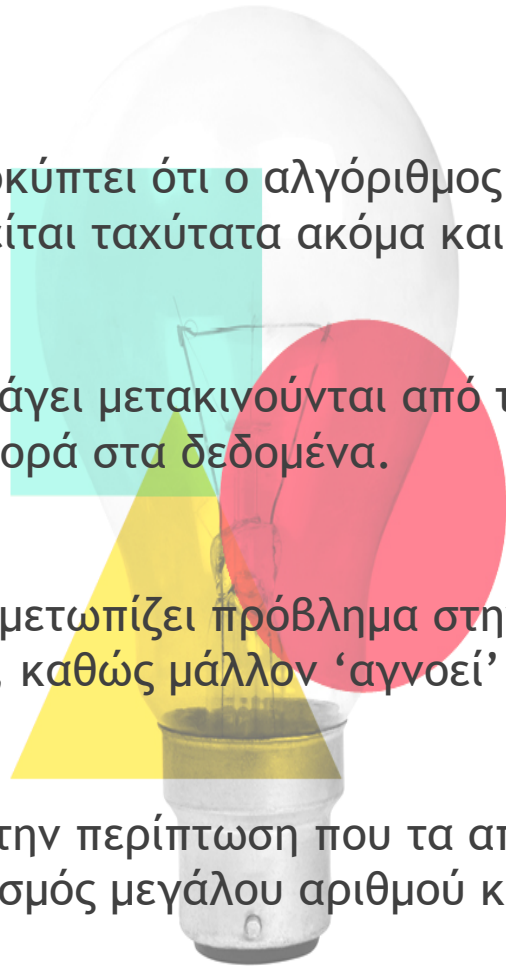 οκύπτει ότι ο αλγόριθμος
είται ταχύτατα ακόμα και
άγει μετακινούνται από τ
ορά στα δεδομένα.
μετωπίζει πρόβλημα στη
, καθώς μάλλον ‘αγνοεί’
την περίπτωση που τα απ
σμός μεγάλου αριθμού κ